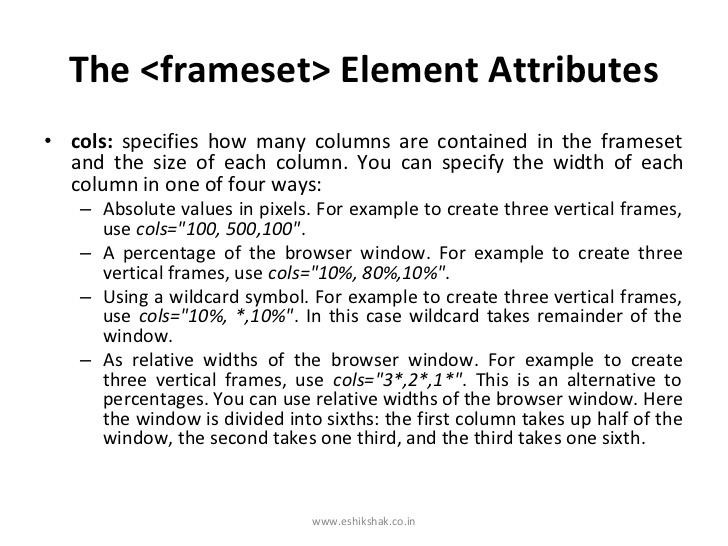 The <frameset> Element Attributes
• cols: specifies how many columns are contained in the frameset
and the size of each column. You can specify the width of each
column in one of four ways:
– Absolute values in pixels. For example to create three vertical frames,
use cols="100, 500,100".
– A percentage of the browser window. For example to create three
vertical frames, use cols="10%, 80%,10%".
– Using a wildcard symbol. For example to create three vertical frames,
use cols="10%, *,10%". In this case wildcard takes remainder of the
window.
– As relative widths of the browser window. For example to create
three vertical frames, use cols="3*,2*,1*". This is an alternative to
percentages. You can use relative widths of the browser window. Here
the window is divided into sixths: the first column takes up half of the
window, the second takes one third, and the third takes one sixth.
www.eshikshak.co.in